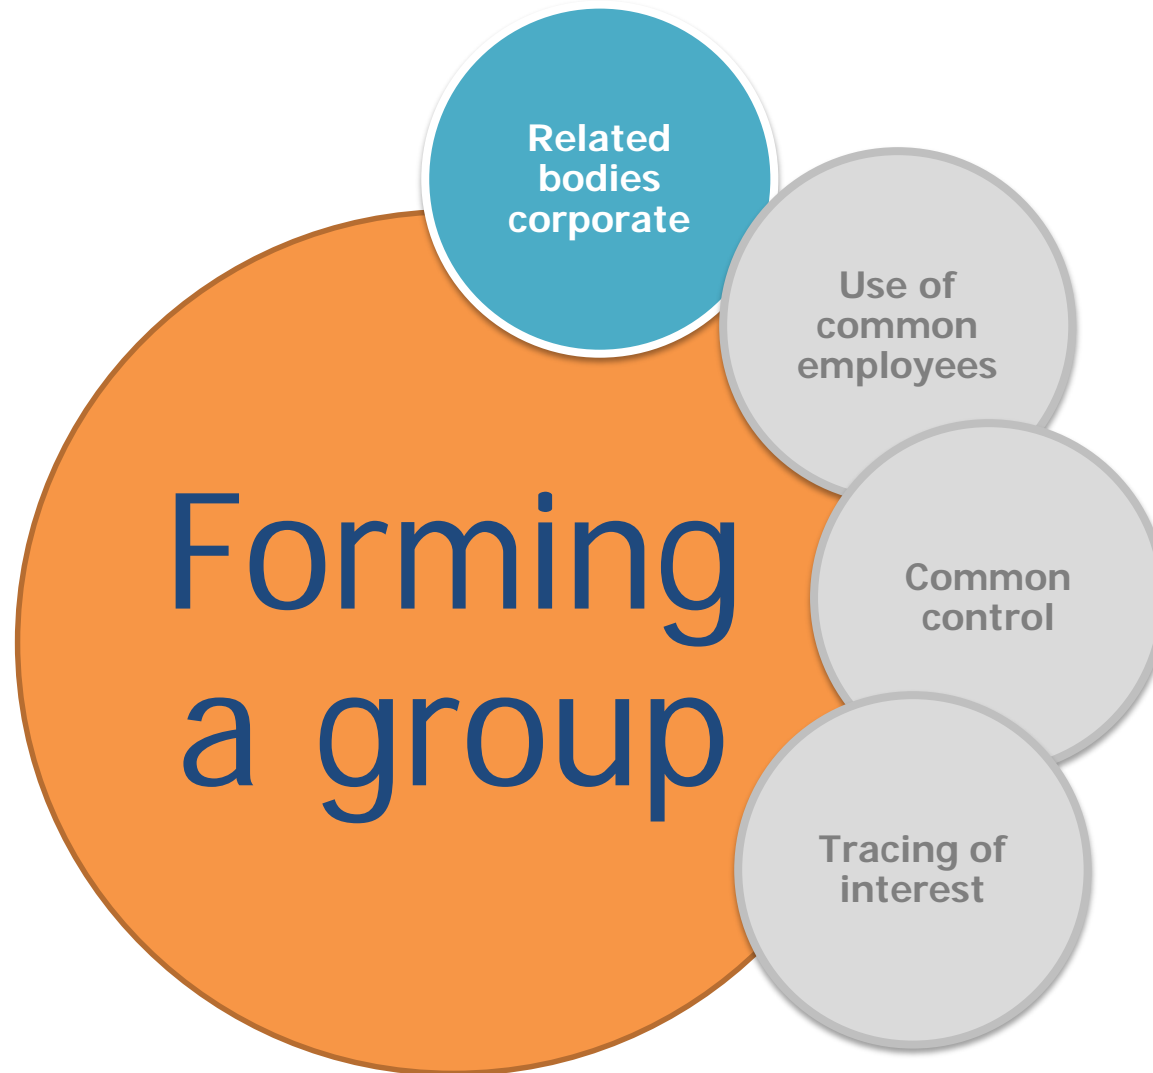 Related
bodies
corporate
Use of
common
employees
Common
control
Tracing of
interest
Forming
a group